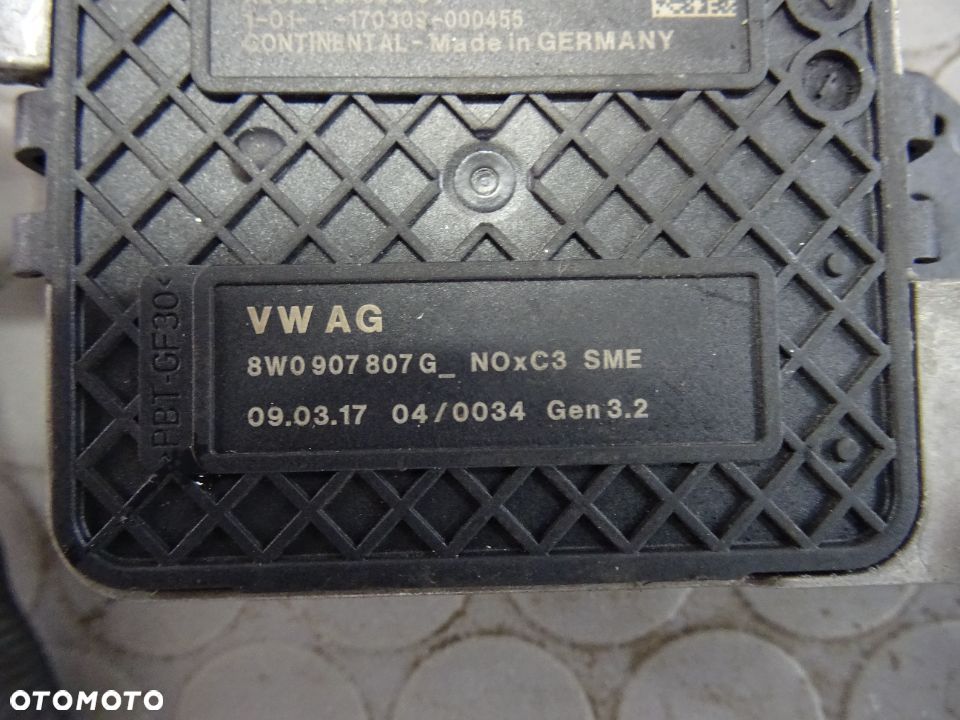 1-01- -170309-000455
CONTINENTAL - Made in GERMANY
VW AG
8W0 907 807 G_ NOxC3 SME
09.03.17 04/0034 Gen 3.2
>PBT-GF30<
OTOMOTO